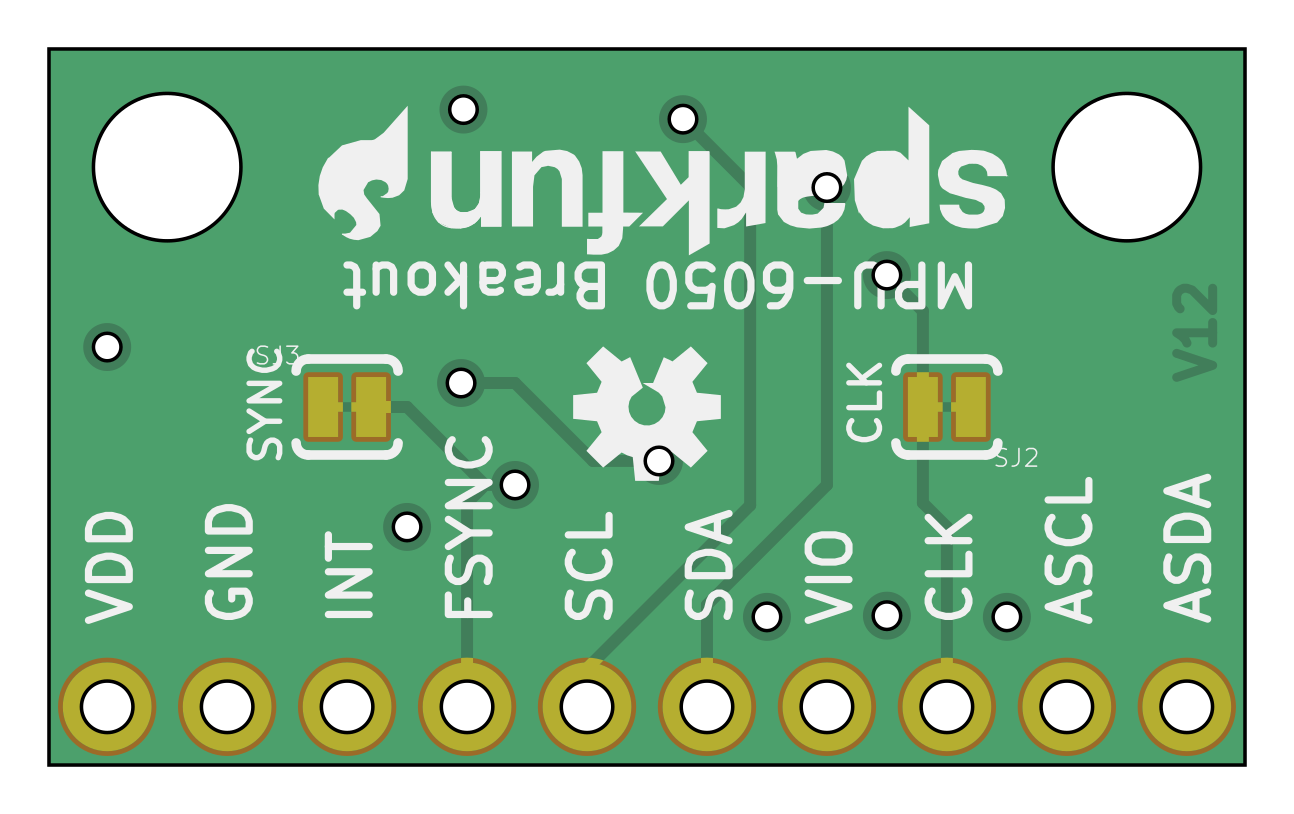 sparkfun
MPU-6050 Breakout
V12
SJ3
SYNC
CLK
SJ2
VDD
GND
INT
FSYNC
SCL
SDA
VIO
CLK
ASCL
ASDA